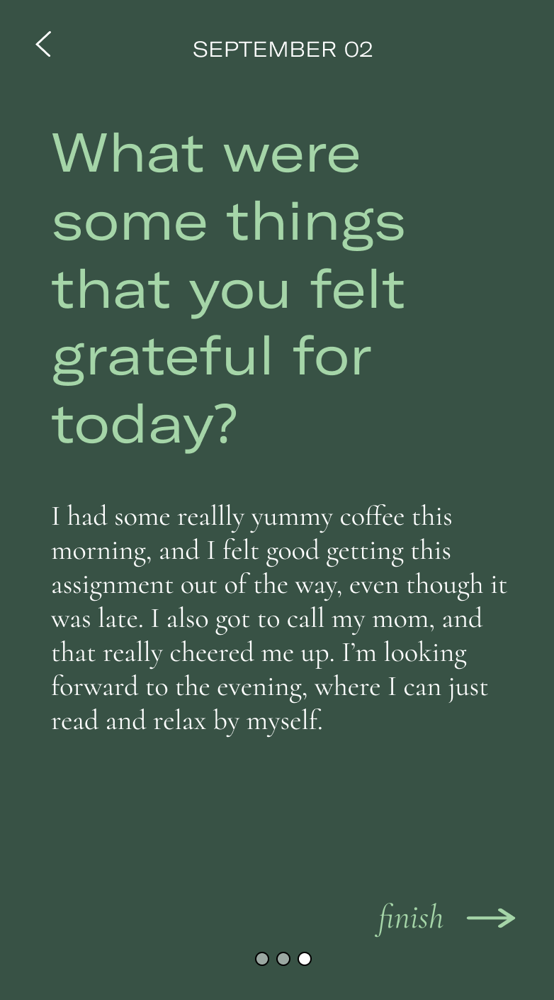 SEPTEMBER 02
What were
some things
that you felt
grateful for
today?
I had some reallly yummy coffee this
morning, and I felt good getting this
assignment out of the way, even though it
was late. I also got to call my mom, and
that really cheered me up. I’m looking
forward to the evening, where I can just
read and relax by myself.
finish